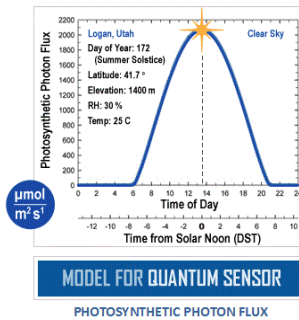 2200
2000
1800
1600
1400
1200
1000
800
600
400
200
0
Photosynthetic Photon Flux
Logan, Utah
Clear Sky
Day of Year: 172
(Summer Solstice)
Latitude: 41.7 °
Elevation: 1400 m
RH: 30 %
Temp: 25 C
0 2 4 6 8 10 12 14 16 18 20 22 24
Time of Day
-12 -10 -8 -6 -4 -2 0 2 4 6 8 10
Time from Solar Noon (DST)
µmol
m² s¹
MODEL FOR QUANTUM SENSOR
PHOTOSYNTHETIC PHOTON FLUX